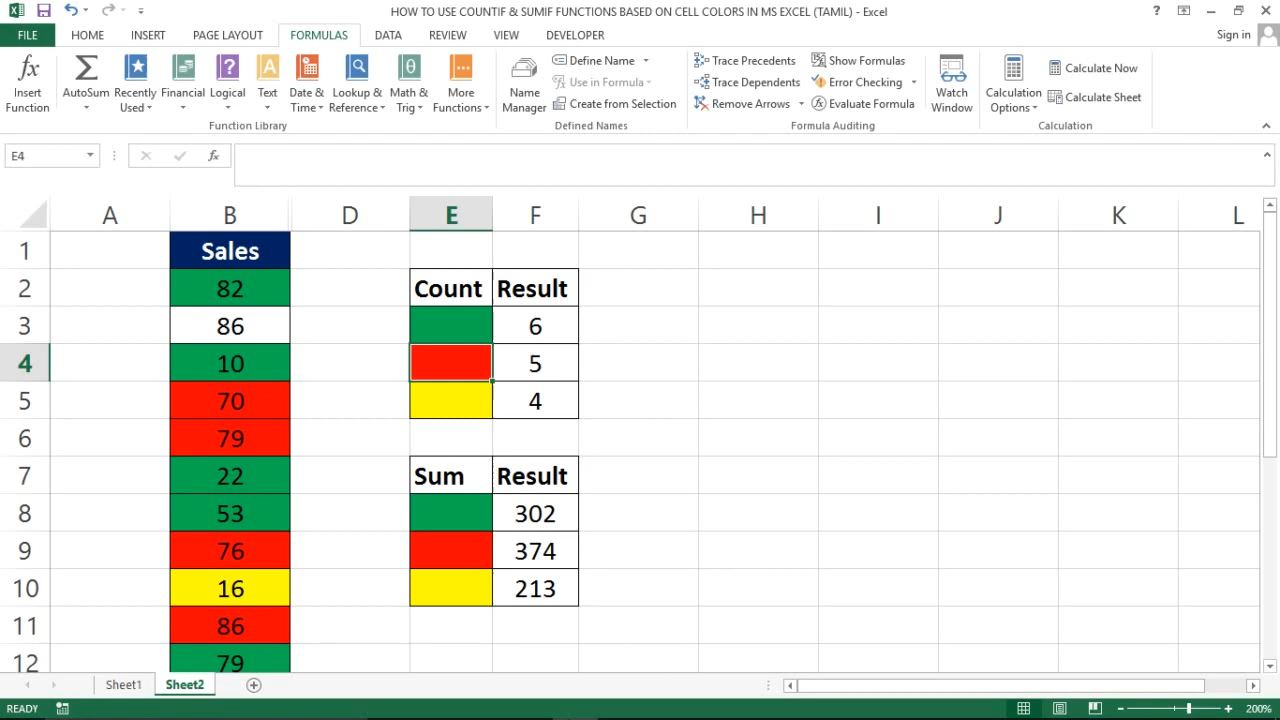 HOW TO USE COUNTIF & SUMIF FUNCTIONS BASED ON CELL COLORS IN MS EXCEL (TAMIL) - Excel
FILE HOME INSERT PAGE LAYOUT FORMULAS DATA REVIEW VIEW DEVELOPER Sign in
Insert Function
AutoSum
Recently Used
Financial
Logical
Text
Date & Time
Lookup & Reference
Math & Trig
More Functions
Function Library
Name Manager
Define Name
Use in Formula
Create from Selection
Defined Names
Trace Precedents
Trace Dependents
Remove Arrows
Show Formulas
Error Checking
Evaluate Formula
Formula Auditing
Watch Window
Calculation Options
Calculate Now
Calculate Sheet
Calculation
E4 fx
A B D E F G H I J K L
1 Sales
2 82 Count Result
3 86 6
4 10 5
5 70 4
6 79
7 22 Sum Result
8 53 302
9 76 374
10 16 213
11 86
12 79
Sheet1 Sheet2
READY 200%